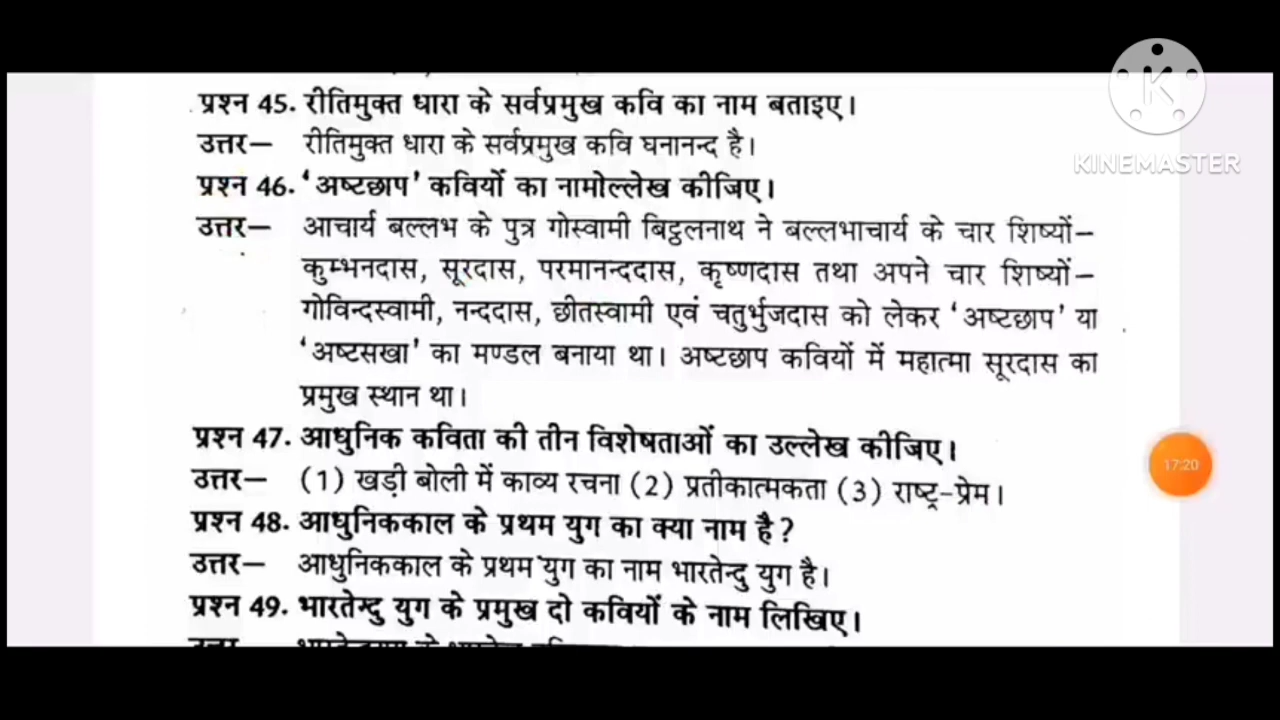 प्रश्न 45. रीतिमुक्त धारा के सर्वप्रमुख कवि का नाम बताइए।
उत्तर— रीतिमुक्त धारा के सर्वप्रमुख कवि घनानन्द है।
प्रश्न 46. 'अष्टछाप' कवियों का नामोल्लेख कीजिए।
उत्तर— आचार्य बल्लभ के पुत्र गोस्वामी बिट्ठलनाथ ने बल्लभाचार्य के चार शिष्यों—
कुम्भनदास, सूरदास, परमानन्ददास, कृष्णदास तथा अपने चार शिष्यों—
गोविन्दस्वामी, नन्ददास, छीतस्वामी एवं चतुर्भुजदास को लेकर 'अष्टछाप' या
'अष्टसखा' का मण्डल बनाया था। अष्टछाप कवियों में महात्मा सूरदास का
प्रमुख स्थान था।
प्रश्न 47. आधुनिक कविता की तीन विशेषताओं का उल्लेख कीजिए।
उत्तर— (1) खड़ी बोली में काव्य रचना (2) प्रतीकात्मकता (3) राष्ट्र-प्रेम।
प्रश्न 48. आधुनिककाल के प्रथम युग का क्या नाम है?
उत्तर— आधुनिककाल के प्रथम युग का नाम भारतेन्दु युग है।
प्रश्न 49. भारतेन्दु युग के प्रमुख दो कवियों के नाम लिखिए।
K
KINEMASTER
17:20